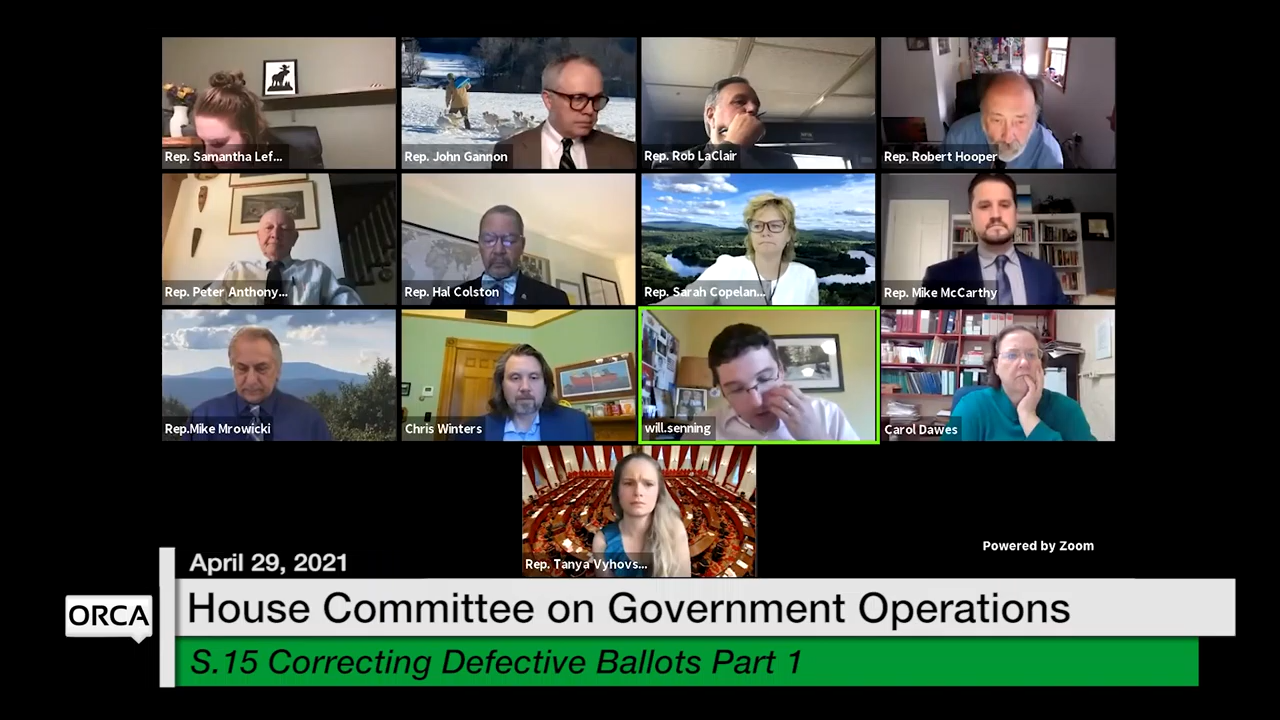 Rep. Samantha Lef...
Rep. John Gannon
Rep. Rob LaClair
Rep. Robert Hooper
Rep. Peter Anthony...
Rep. Hal Colston
Rep. Sarah Copelan...
Rep. Mike McCarthy
Rep.Mike Mrowicki
Chris Winters
will.senning
Carol Dawes
Rep. Tanya Vyhovs...
Powered by Zoom
April 29, 2021
ORCA
House Committee on Government Operations
S.15 Correcting Defective Ballots Part 1